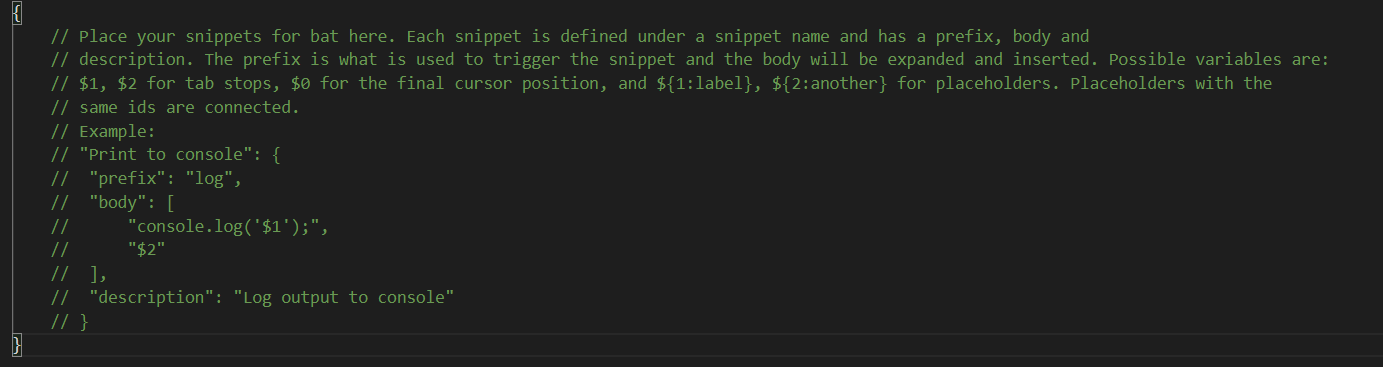 {
// Place your snippets for bat here. Each snippet is defined under a snippet name and has a prefix, body and
// description. The prefix is what is used to trigger the snippet and the body will be expanded and inserted. Possible variables are:
// $1, $2 for tab stops, $0 for the final cursor position, and ${1:label}, ${2:another} for placeholders. Placeholders with the
// same ids are connected.
// Example:
// "Print to console": {
//  "prefix": "log",
//  "body": [
//      "console.log('$1');",
//      "$2"
//  ],
//  "description": "Log output to console"
// }
}